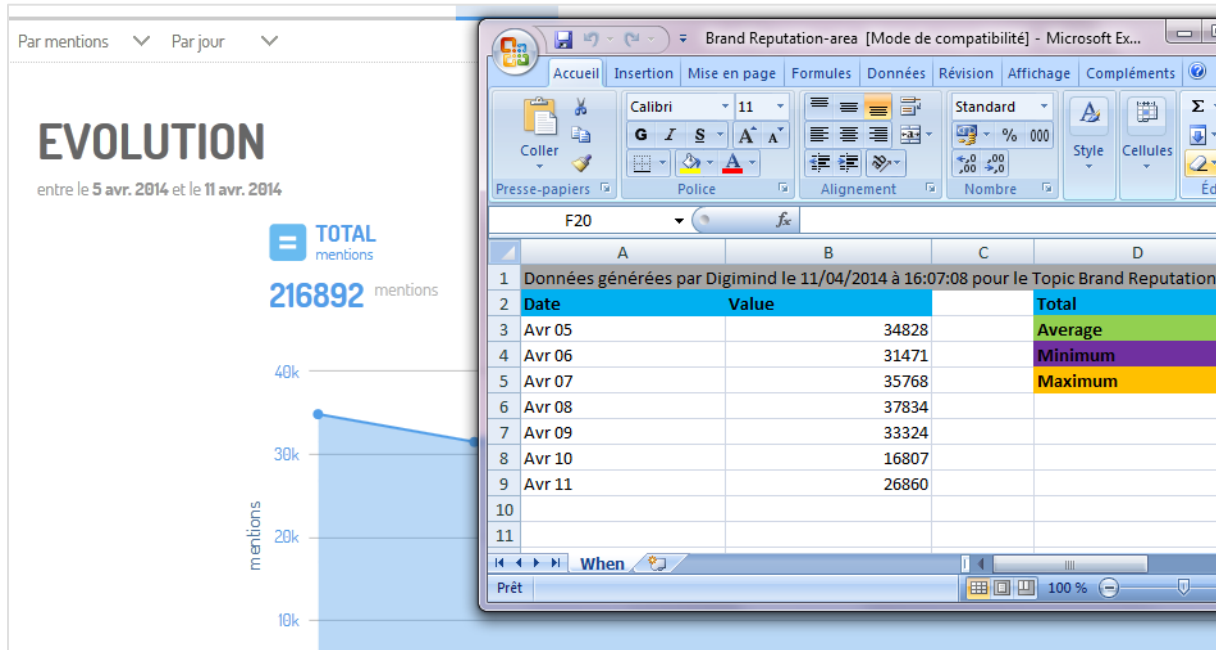 Par mentions Par jour
EVOLUTION
entre le 5 avr. 2014 et le 11 avr. 2014
TOTAL
mentions
216892 mentions
40k
30k
20k
10k
mentions
Brand Reputation-area [Mode de compatibilité] - Microsoft Ex...
Accueil Insertion Mise en page Formules Données Révision Affichage Compléments
Calibri 11 Standard
G I S A A % 000
Coller Style Cellules
Presse-papiers Police Alignement Nombre Éd
F20 fx
A B C D
1 Données générées par Digimind le 11/04/2014 à 16:07:08 pour le Topic Brand Reputation
2 Date Value Total
3 Avr 05 34828 Average
4 Avr 06 31471 Minimum
5 Avr 07 35768 Maximum
6 Avr 08 37834
7 Avr 09 33324
8 Avr 10 16807
9 Avr 11 26860
10
11
When
Prêt 100 %